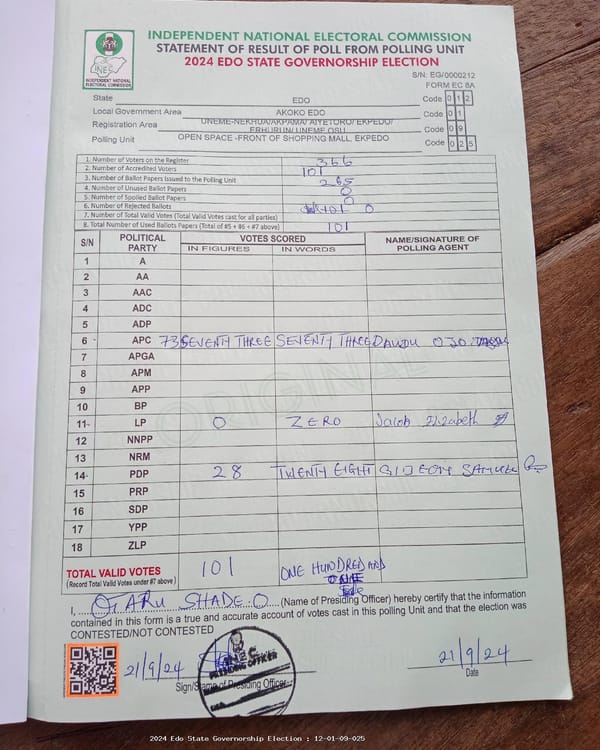 INDEPENDENT NATIONAL ELECTORAL COMMISSION
STATEMENT OF RESULT OF POLL FROM POLLING UNIT
2024 EDO STATE GOVERNORSHIP ELECTION
INEC
INDEPENDENT NATIONAL ELECTORAL COMMISSION
S/N: EG/0000212
FORM EC 8A
State EDO Code 0 1 2
Local Government Area AKOKO EDO Code 0 1
Registration Area UNEME-NEKHUA/AKPAMA/ AIYETORO/ EKPEDO/ ERHURUN/ UNEME OSU Code 0 9
Polling Unit OPEN SPACE -FRONT OF SHOPPING MALL, EKPEDO Code 0 2 5
1. Number of Voters on the Register 366
2. Number of Accredited Voters 101
3. Number of Ballot Papers Issued to the Polling Unit 265
4. Number of Unused Ballot Papers 0
5. Number of Spoiled Ballot Papers 0
6. Number of Rejected Ballots 0
7. Number of Total Valid Votes (Total Valid Votes cast for all parties) 101
8. Total Number of Used Ballots Papers (Total of #5 + #6 + #7 above) 101
S/N POLITICAL PARTY VOTES SCORED NAME/SIGNATURE OF POLLING AGENT
IN FIGURES IN WORDS
1 A
2 AA
3 AAC
4 ADC
5 ADP
6 APC 73 SEVENTY THREE SEVENTY THREE DAWDU OJO
7 APGA
8 APM
9 APP
10 BP
11 LP 0 ZERO Jacob Elizabeth
12 NNPP
13 NRM
14 PDP 28 TWENTY EIGHT GIDEON SAMUEL
15 PRP
16 SDP
17 YPP
18 ZLP
ORIGINAL
TOTAL VALID VOTES 101 ONE HUNDRED AND ONE
(Record Total Valid Votes under #7 above)
I, OTARU SHADE .O. (Name of Presiding Officer) hereby certify that the information
contained in this form is a true and accurate account of votes cast in this polling Unit and that the election was
CONTESTED/NOT CONTESTED
21/9/24 21/9/24
INEC
PRESIDING OFFICER
Sign/Stamp of Presiding Officer Date
2024 Edo State Governorship Election : 12-01-09-025